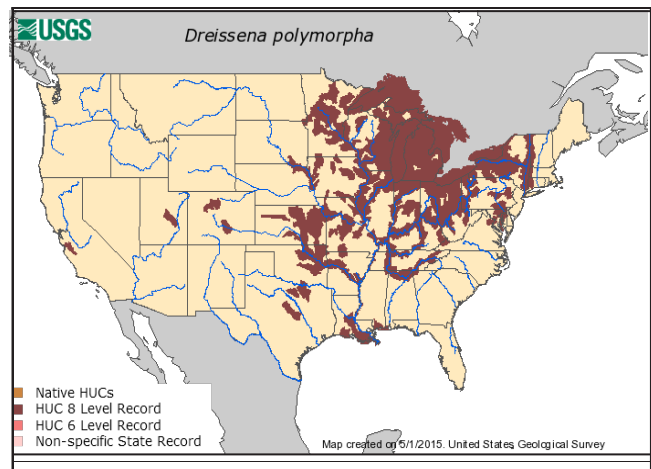 USGS
Dreissena polymorpha
Native HUCs
HUC 8 Level Record
HUC 6 Level Record
Non-specific State Record
Map created on 5/1/2015. United States Geological Survey